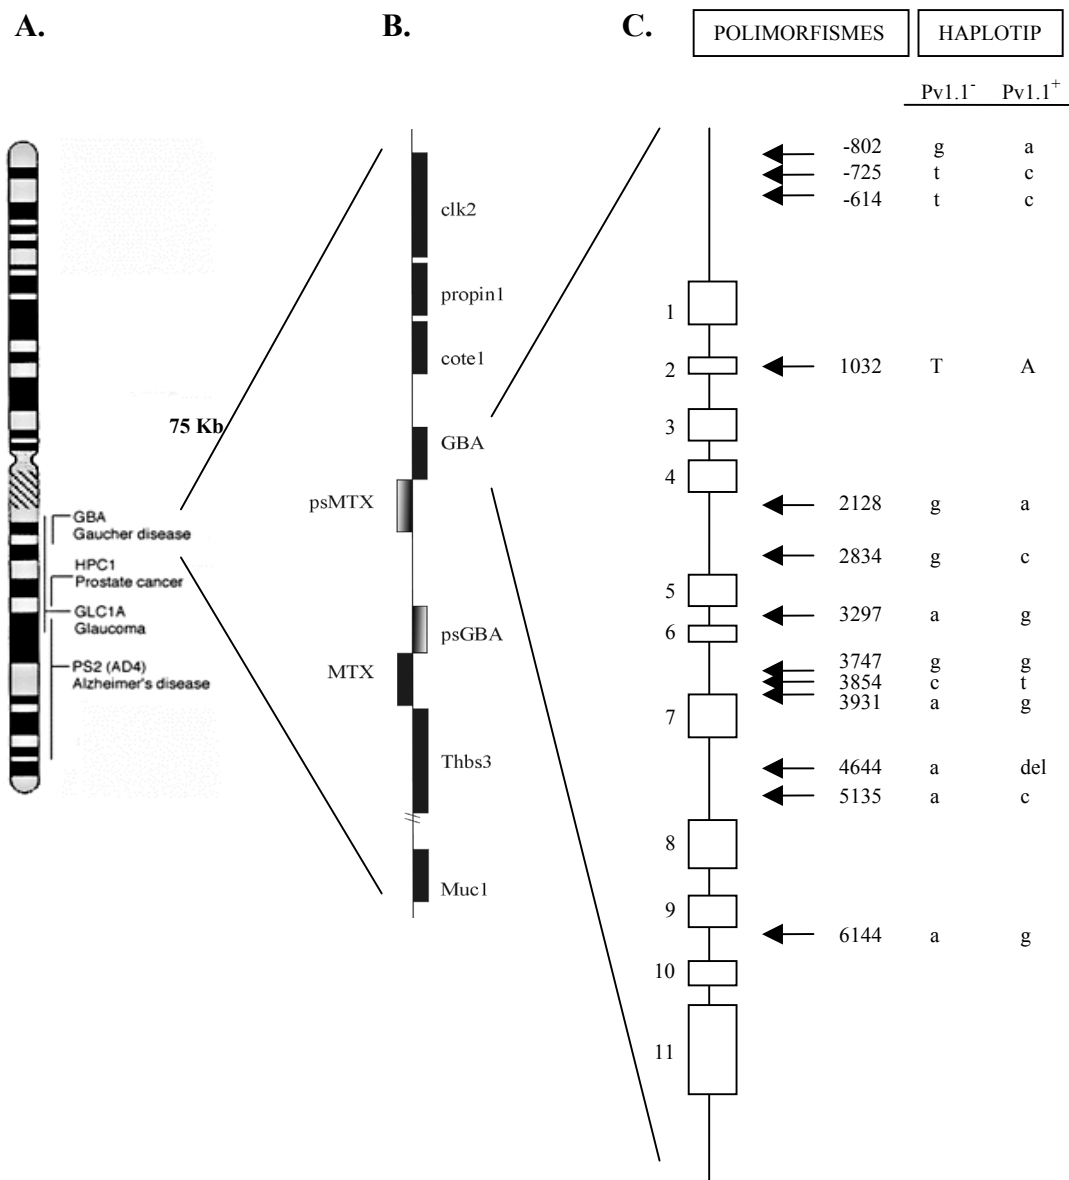 A.
B.
C.
POLIMORFISMES
HAPLOTIP
Pv1.1- Pv1.1+
75 Kb
GBA
Gaucher disease
HPC1
Prostate cancer
GLC1A
Glaucoma
PS2 (AD4)
Alzheimer's disease
clk2
propin1
cote1
GBA
psMTX
psGBA
MTX
Thbs3
Muc1
-802 g a
-725 t c
-614 t c
1
2 1032 T A
3
4
2128 g a
2834 g c
5
3297 a g
6
3747 g g
3854 c t
3931 a g
7
4644 a del
5135 a c
8
9
6144 a g
10
11